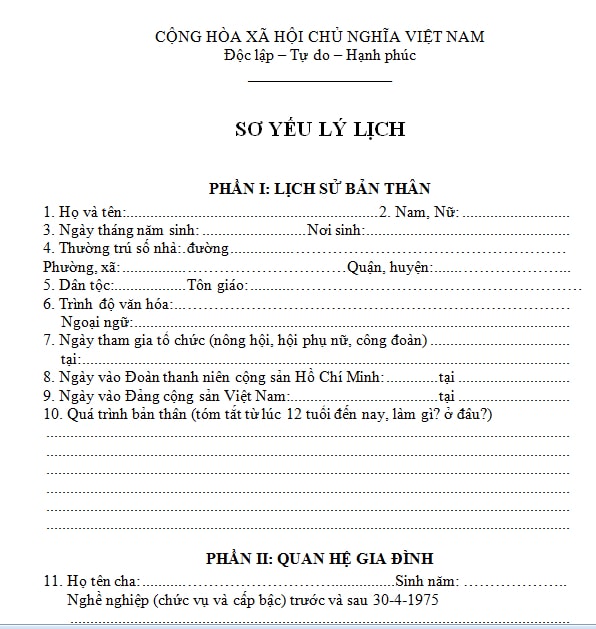 CỘNG HÒA XÃ HỘI CHỦ NGHĨA VIỆT NAM
Độc lập – Tự do – Hạnh phúc
SƠ YẾU LÝ LỊCH
PHẦN I: LỊCH SỬ BẢN THÂN
1. Họ và tên:..........................................................2. Nam, Nữ: .........................
3. Ngày tháng năm sinh: ........................Nơi sinh:...............................................
4. Thường trú số nhà:..đường..............................................................................
Phường, xã:....................................................Quận, huyện:................................
5. Dân tộc:.................Tôn giáo:............................................................................
6. Trình độ văn hóa:............................................................................................
Ngoại ngữ:......................................................................................................
7. Ngày tham gia tổ chức (nông hội, hội phụ nữ, công đoàn) ................................
tại:.................................................................................................................
8. Ngày vào Đoàn thanh niên cộng sản Hồ Chí Minh: ............tại .........................
9. Ngày vào Đảng cộng sản Việt Nam:..................................tại .........................
10. Quá trình bản thân (tóm tắt từ lúc 12 tuổi đến nay, làm gì? ở đâu?)
.........................................................................................................................
.........................................................................................................................
.........................................................................................................................
.........................................................................................................................
.........................................................................................................................
.........................................................................................................................
PHẦN II: QUAN HỆ GIA ĐÌNH
11. Họ tên cha:..........................................................Sinh năm: ........................
Nghề nghiệp (chức vụ và cấp bậc) trước và sau 30-4-1975
...................................................................................................................